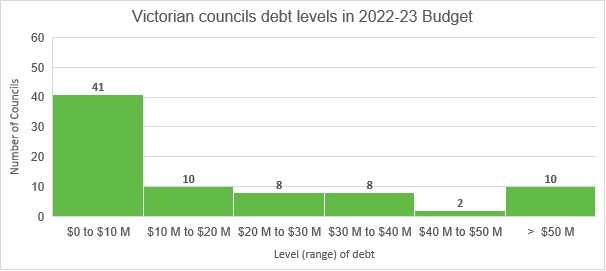 Victorian councils debt levels in 2022-23 Budget
60
50
40
30
20
10
0
Number of Councils
41
10
8
8
2
10
$0 to $10 M
$10 M to $20 M
$20 M to $30 M
$30 M to $40 M
$40 M to $50 M
> $50 M
Level (range) of debt